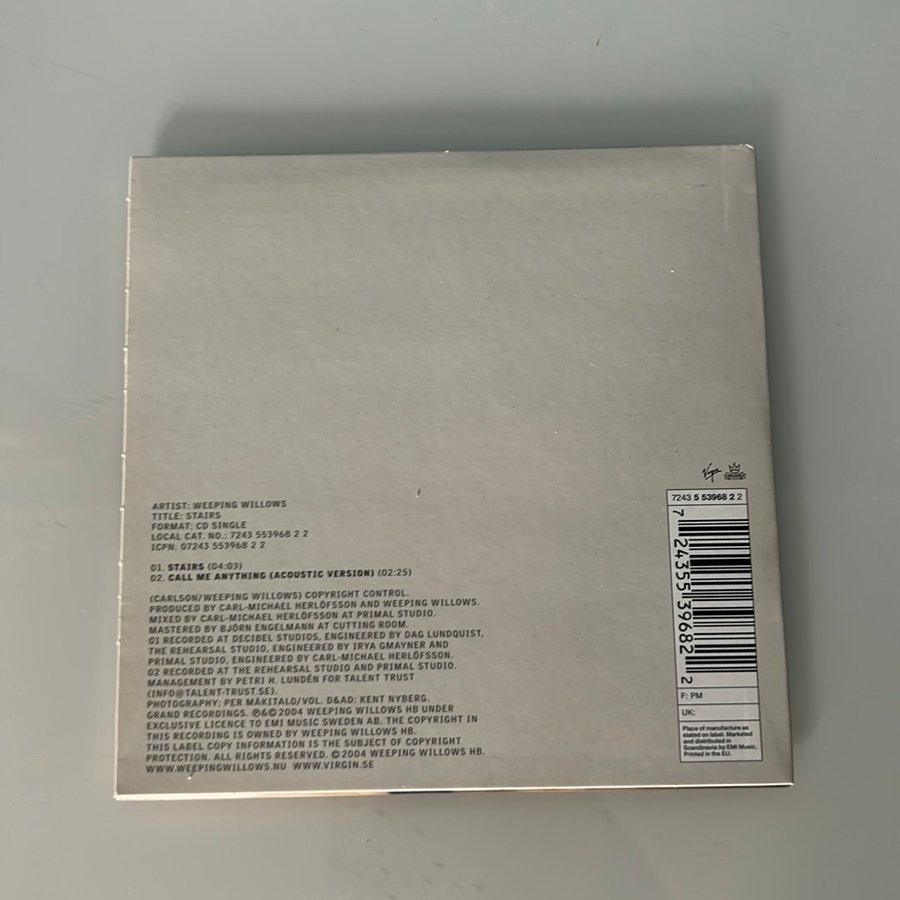 ARTIST: WEEPING WILLOWS
TITLE: STAIRS
FORMAT: CD SINGLE
LOCAL CAT. NO.: 7243 553968 2 2
ICPN: 07243 553968 2 2
01. STAIRS (04:03)
02. CALL ME ANYTHING (ACOUSTIC VERSION) (02:25)
(CARLSON/WEEPING WILLOWS) COPYRIGHT CONTROL.
PRODUCED BY CARL-MICHAEL HERLÖFSSON AND WEEPING WILLOWS.
MIXED BY CARL-MICHAEL HERLÖFSSON AT PRIMAL STUDIO.
MASTERED BY BJÖRN ENGELMANN AT CUTTING ROOM.
01 RECORDED AT DECIBEL STUDIOS, ENGINEERED BY DAG LUNDQUIST,
THE REHEARSAL STUDIO, ENGINEERED BY IRYA GMAYNER AND
PRIMAL STUDIO, ENGINEERED BY CARL-MICHAEL HERLÖFSSON.
02 RECORDED AT THE REHEARSAL STUDIO AND PRIMAL STUDIO.
MANAGEMENT BY PETRI H. LUNDÉN FOR TALENT TRUST
(INFO@TALENT-TRUST.SE).
PHOTOGRAPHY: PER MÄKITALO/VOL. D&AD: KENT NYBERG.
GRAND RECORDINGS. ℗&©2004 WEEPING WILLOWS HB UNDER
EXCLUSIVE LICENCE TO EMI MUSIC SWEDEN AB. THE COPYRIGHT IN
THIS RECORDING IS OWNED BY WEEPING WILLOWS HB.
THIS LABEL COPY INFORMATION IS THE SUBJECT OF COPYRIGHT
PROTECTION. ALL RIGHTS RESERVED. ©2004 WEEPING WILLOWS HB.
WWW.WEEPINGWILLOWS.NU WWW.VIRGIN.SE
Virgin
7243 5 53968 2 2
7 24355 39682 2
F: PM
UK:
Place of manufacture as
stated on label. Marketed
and distributed in
Scandinavia by EMI Music.
Printed in the EU.